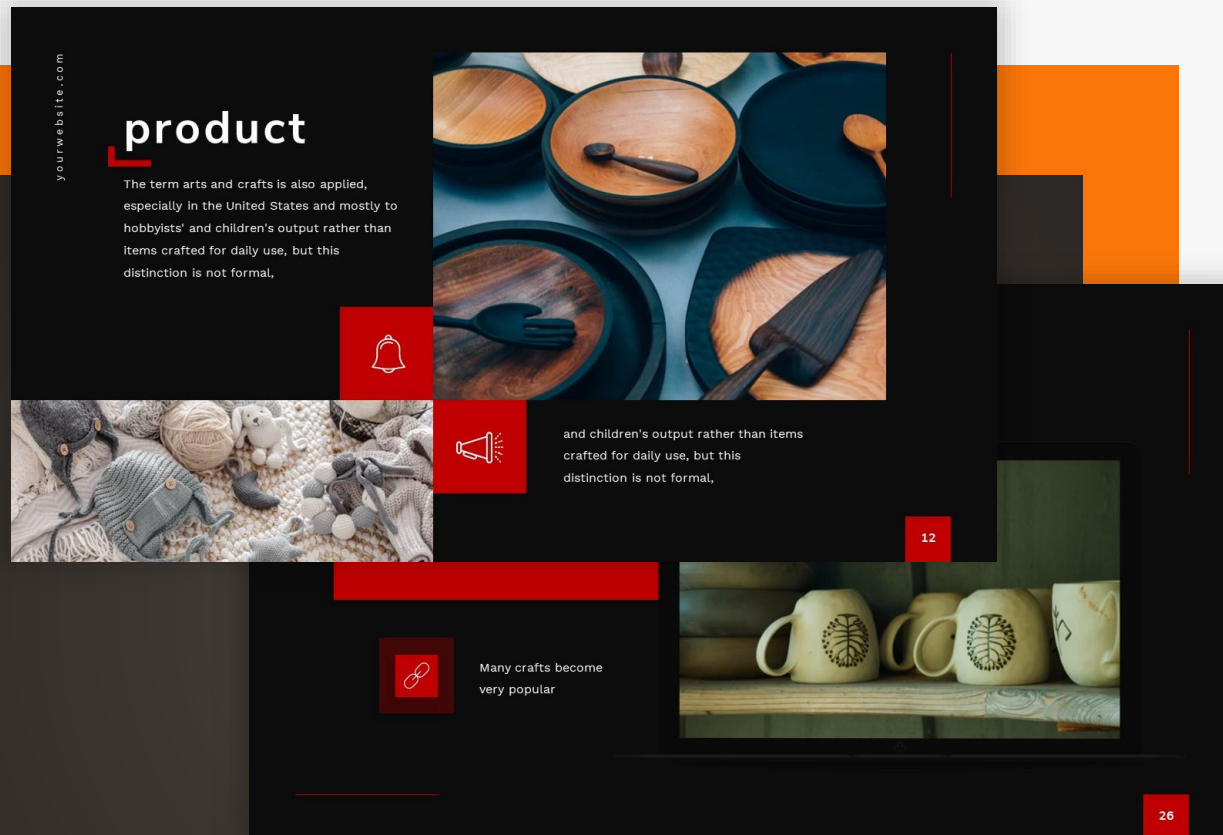 yourwebsite.com
product
The term arts and crafts is also applied,
especially in the United States and mostly to
hobbyists' and children's output rather than
items crafted for daily use, but this
distinction is not formal,
and children's output rather than items
crafted for daily use, but this
distinction is not formal,
12
Many crafts become
very popular
26